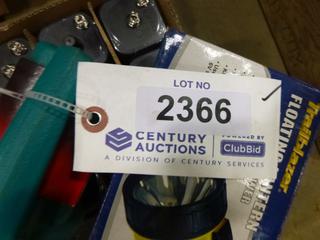 LOT NO
2366
CENTURY
AUCTIONS
POWERED BY
ClubBid
A DIVISION OF CENTURY SERVICES
Trailblazer
FLOATING